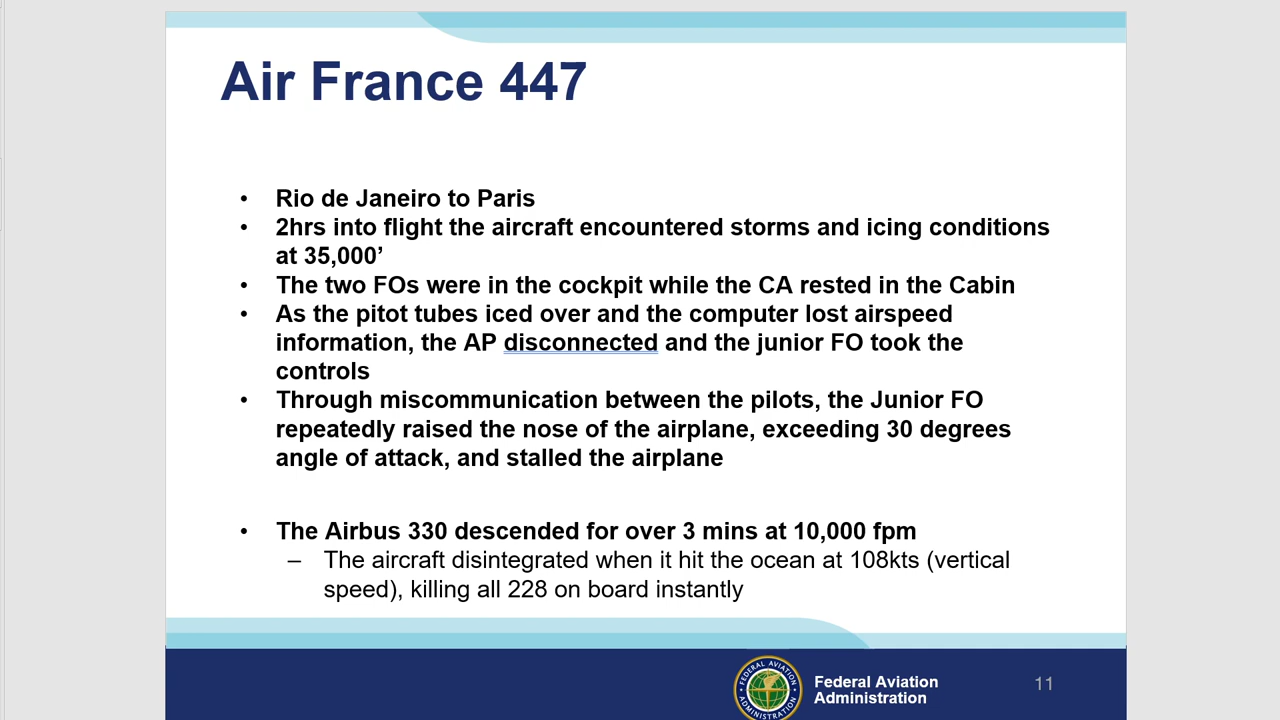 Air France 447
• Rio de Janeiro to Paris
• 2hrs into flight the aircraft encountered storms and icing conditions
at 35,000’
• The two FOs were in the cockpit while the CA rested in the Cabin
• As the pitot tubes iced over and the computer lost airspeed
information, the AP disconnected and the junior FO took the
controls
• Through miscommunication between the pilots, the Junior FO
repeatedly raised the nose of the airplane, exceeding 30 degrees
angle of attack, and stalled the airplane
• The Airbus 330 descended for over 3 mins at 10,000 fpm
– The aircraft disintegrated when it hit the ocean at 108kts (vertical
speed), killing all 228 on board instantly
FEDERAL AVIATION
ADMINISTRATION
Federal Aviation
Administration
11